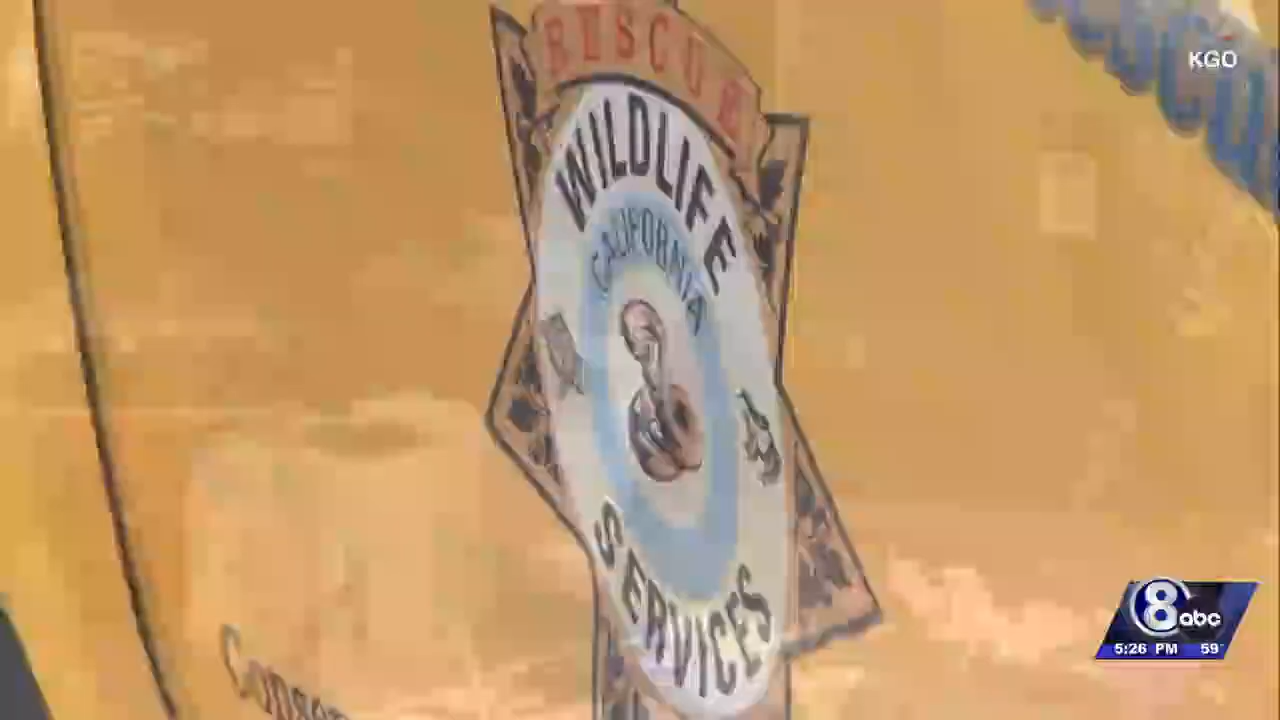 KGO
RESCUE
WILDLIFE
CALIFORNIA
SERVICES
8abc
5:26 PM 59°